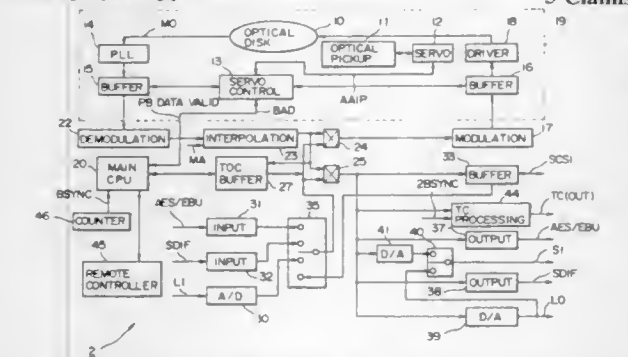 5 Claims
14
MO
10
11
12
18
19
OPTICAL
DISK
PLL
OPTICAL
PICKUP
SERVO
DRIVER
15
13
16
BUFFER
SERVO
CONTROL
BUFFER
PB DATA VALID
BAD
AAIP
22
DEMODULATION
INTERPOLATION
MODULATION
17
MA
23
24
20
25
33
MAIN
CPU
TOC
BUFFER
27
BUFFER
SCSI
BSYNC
AES/EBU
31
35
2BSYNC
44
46
COUNTER
INPUT
TC
PROCESSING
TC(OUT)
37
AES/EBU
45
SDIF
41
40
OUTPUT
D/A
S1
REMOTE
CONTROLLER
INPUT
32
OUTPUT
SDIF
L1
A/D
38
30
D/A
LO
39
2